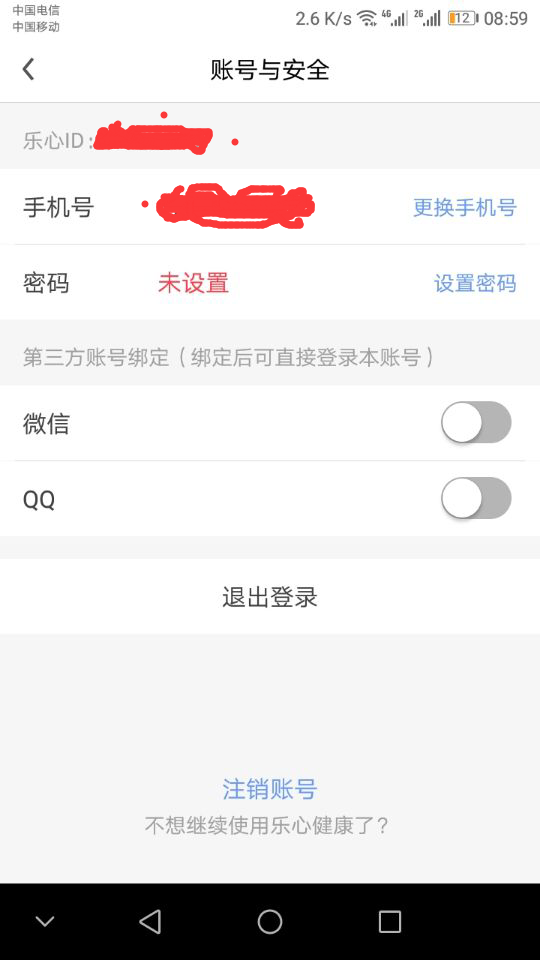 中国电信
中国移动
2.6 K/s 4G 2G 12 08:59
账号与安全
乐心ID:
手机号 更换手机号
密码 未设置 设置密码
第三方账号绑定（绑定后可直接登录本账号）
微信
QQ
退出登录
注销账号
不想继续使用乐心健康了?